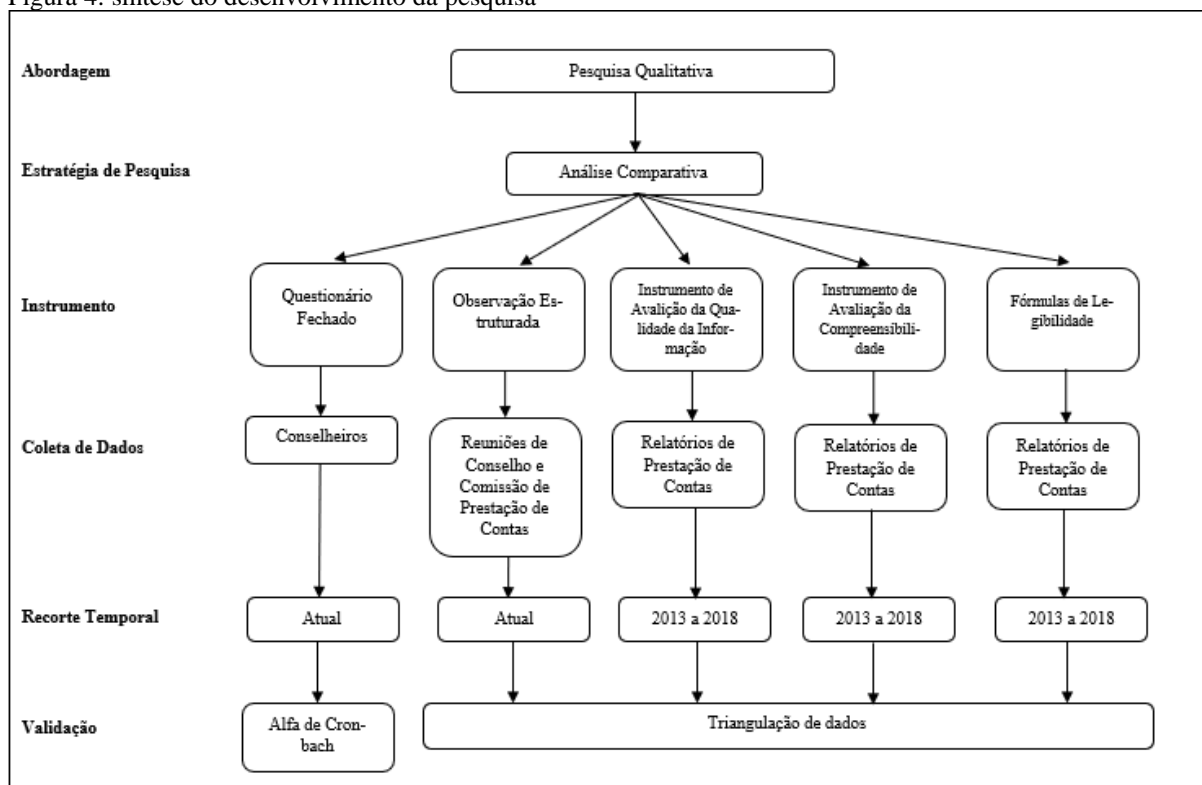 Figura 4: síntese do desenvolvimento da pesquisa
Abordagem
Pesquisa Qualitativa
Estratégia de Pesquisa
Análise Comparativa
Instrumento
Questionário
Fechado
Observação Es-
truturada
Instrumento de
Avalição da Qua-
lidade da Infor-
mação
Instrumento de
Avaliação da
Compreensibili-
dade
Fórmulas de Le-
gibilidade
Coleta de Dados
Conselheiros
Reuniões de
Conselho e
Comissão de
Prestação de
Contas
Relatórios de
Prestação de
Contas
Relatórios de
Prestação de
Contas
Relatórios de
Prestação de
Contas
Recorte Temporal
Atual
Atual
2013 a 2018
2013 a 2018
2013 a 2018
Validação
Alfa de Cron-
bach
Triangulação de dados